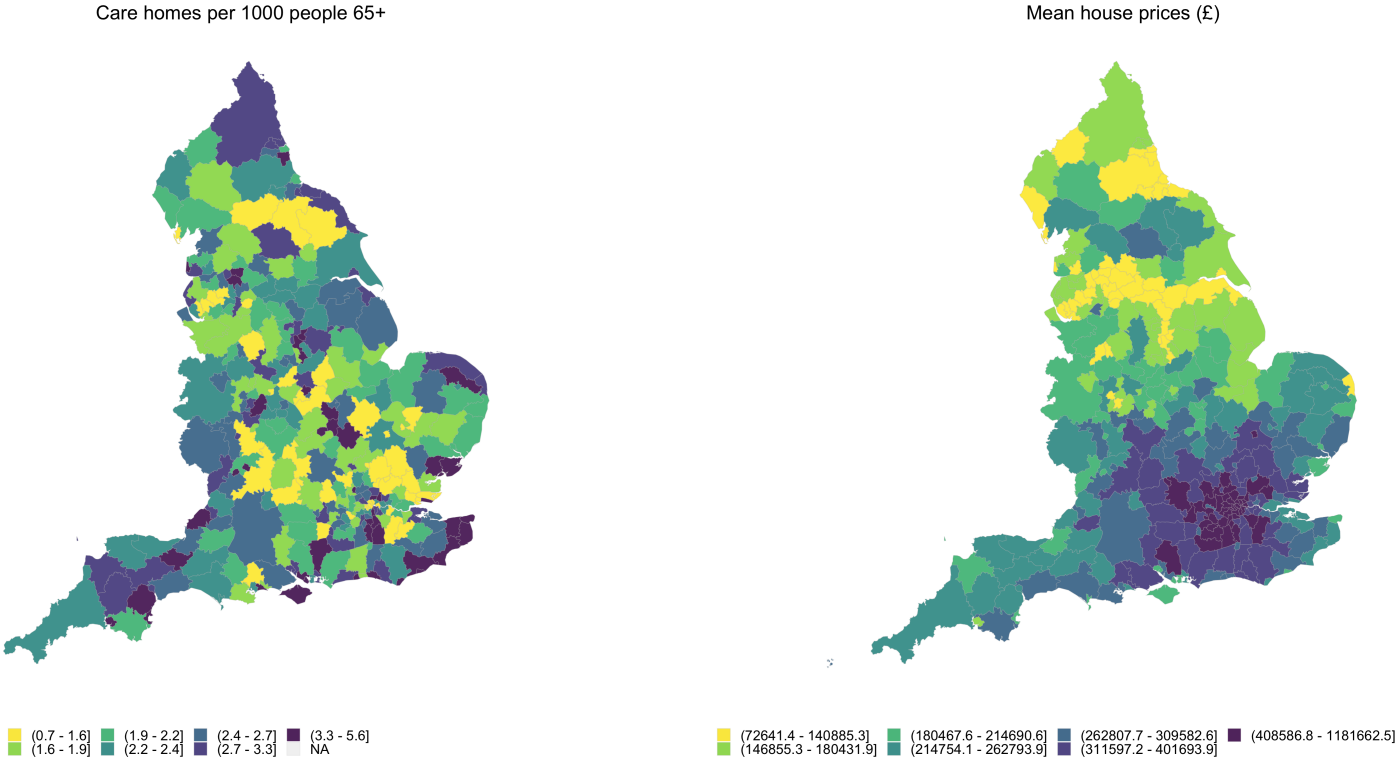 Care homes per 1000 people 65+
Mean house prices (£)
(0.7 - 1.6] (1.9 - 2.2] (2.4 - 2.7] (3.3 - 5.6]
(1.6 - 1.9] (2.2 - 2.4] (2.7 - 3.3] NA
(72641.4 - 140885.3] (180467.6 - 214690.6] (262807.7 - 309582.6] (408586.8 - 1181662.5]
(146855.3 - 180431.9] (214754.1 - 262793.9] (311597.2 - 401693.9]